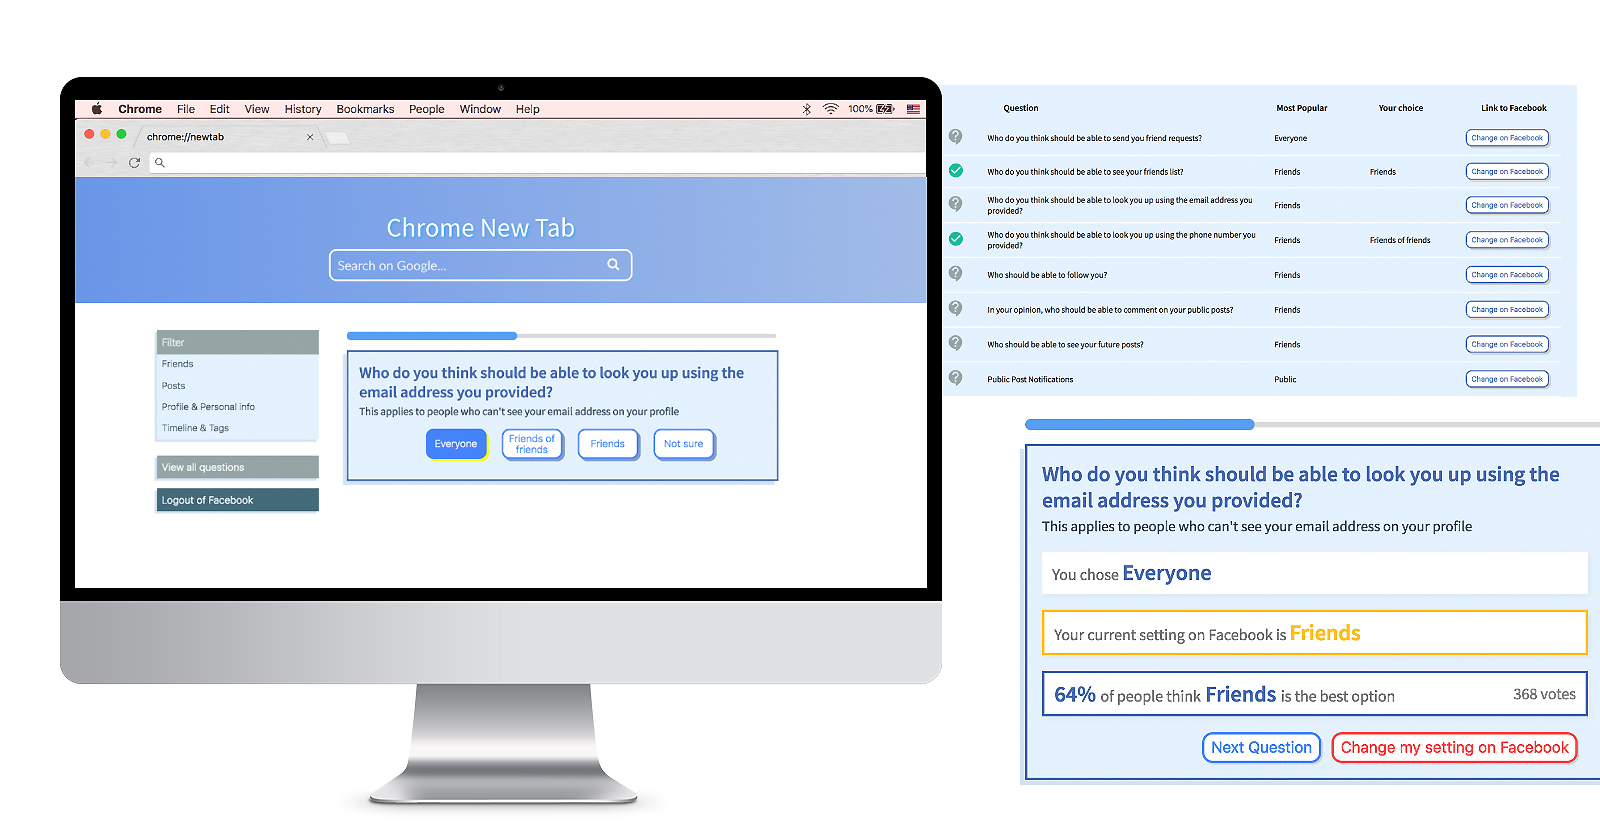 Chrome File Edit View History Bookmarks People Window Help 100%
chrome://newtab
Chrome New Tab
Search on Google...
Filter
Friends
Posts
Profile & Personal info
Timeline & Tags
View all questions
Logout of Facebook
Who do you think should be able to look you up using the
email address you provided?
This applies to people who can't see your email address on your profile
Everyone
Friends of
friends
Friends
Not sure
Question Most Popular Your choice Link to Facebook
Who do you think should be able to send you friend requests? Everyone Change on Facebook
Who do you think should be able to see your friends list? Friends Friends Change on Facebook
Who do you think should be able to look you up using the email address you
provided? Friends Change on Facebook
Who do you think should be able to look you up using the phone number you
provided? Friends Friends of friends Change on Facebook
Who should be able to follow you? Friends Change on Facebook
In your opinion, who should be able to comment on your public posts? Friends Change on Facebook
Who should be able to see your future posts? Friends Change on Facebook
Public Post Notifications Public Change on Facebook
Who do you think should be able to look you up using the
email address you provided?
This applies to people who can't see your email address on your profile
You chose Everyone
Your current setting on Facebook is Friends
64% of people think Friends is the best option 368 votes
Next Question Change my setting on Facebook